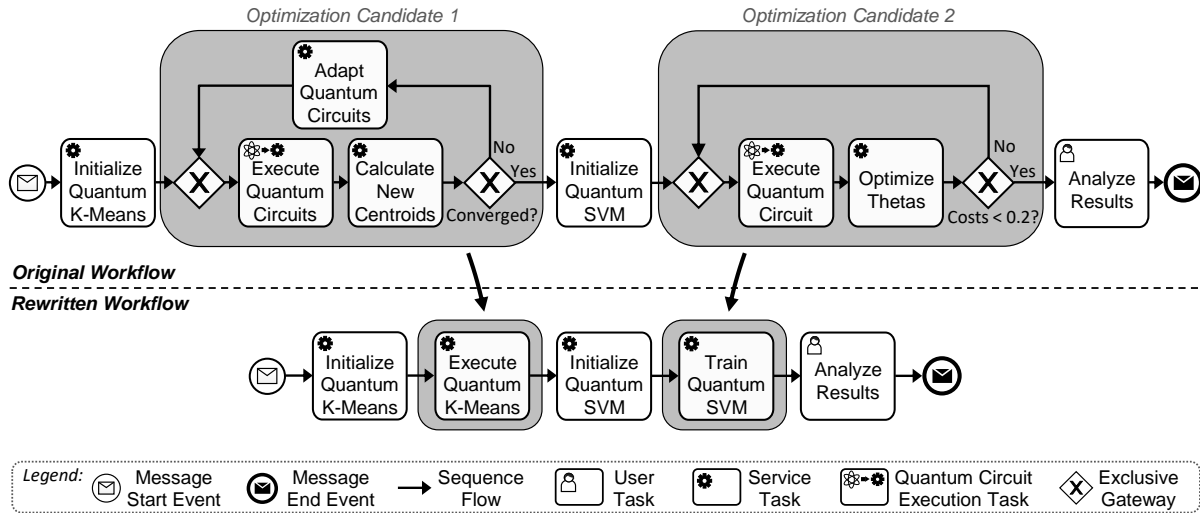 Optimization Candidate 1
Optimization Candidate 2
Adapt
Quantum
Circuits
No
No
Initialize
Quantum
K-Means
X
Execute
Quantum
Circuits
Calculate
New
Centroids
X
Yes
Converged?
Initialize
Quantum
SVM
X
Execute
Quantum
Circuit
Optimize
Thetas
X
Yes
Costs < 0.2?
Analyze
Results
Original Workflow
Rewritten Workflow
Initialize
Quantum
K-Means
Execute
Quantum
K-Means
Initialize
Quantum
SVM
Train
Quantum
SVM
Analyze
Results
Legend:
Message
Start Event
Message
End Event
Sequence
Flow
User
Task
Service
Task
Quantum Circuit
Execution Task
X
Exclusive
Gateway